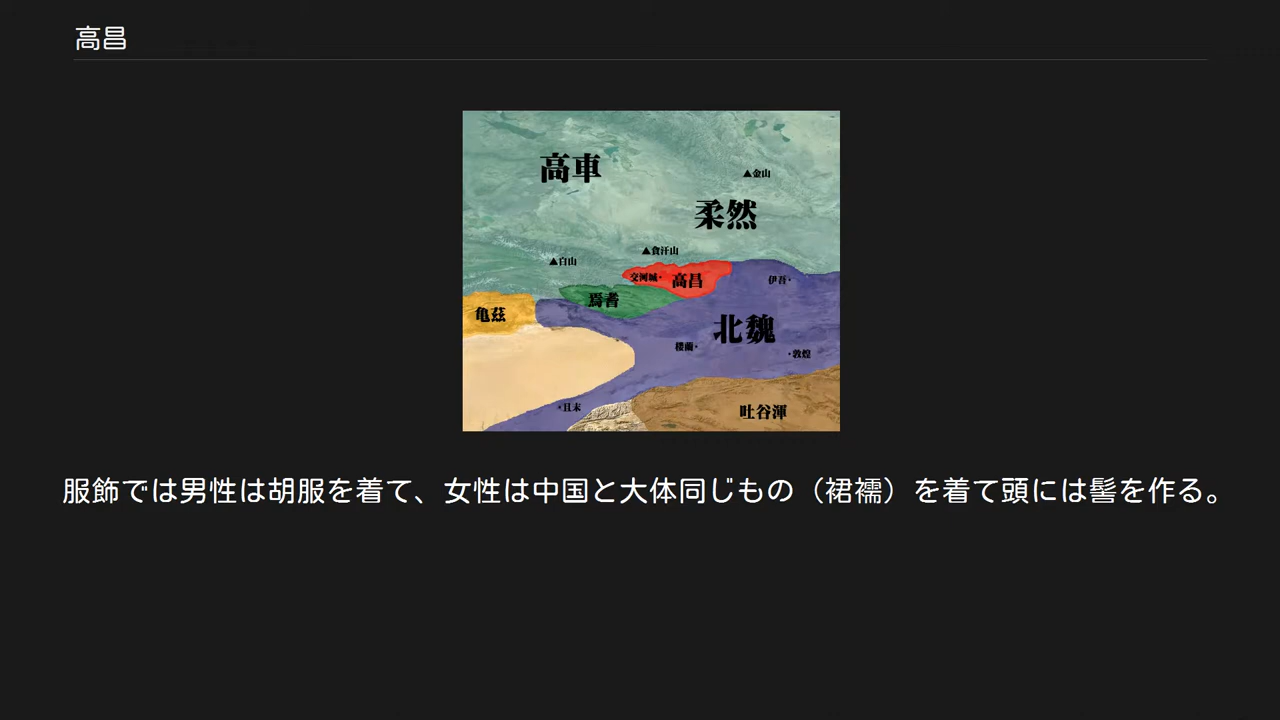 高昌
高車
▲金山
柔然
▲貪汗山
▲白山
交河城・
高昌
伊吾・
焉耆
亀茲
北魏
楼蘭・
・敦煌
・且末
吐谷渾
服飾では男性は胡服を着て、女性は中国と大体同じもの（裙襦）を着て頭には髻を作る。